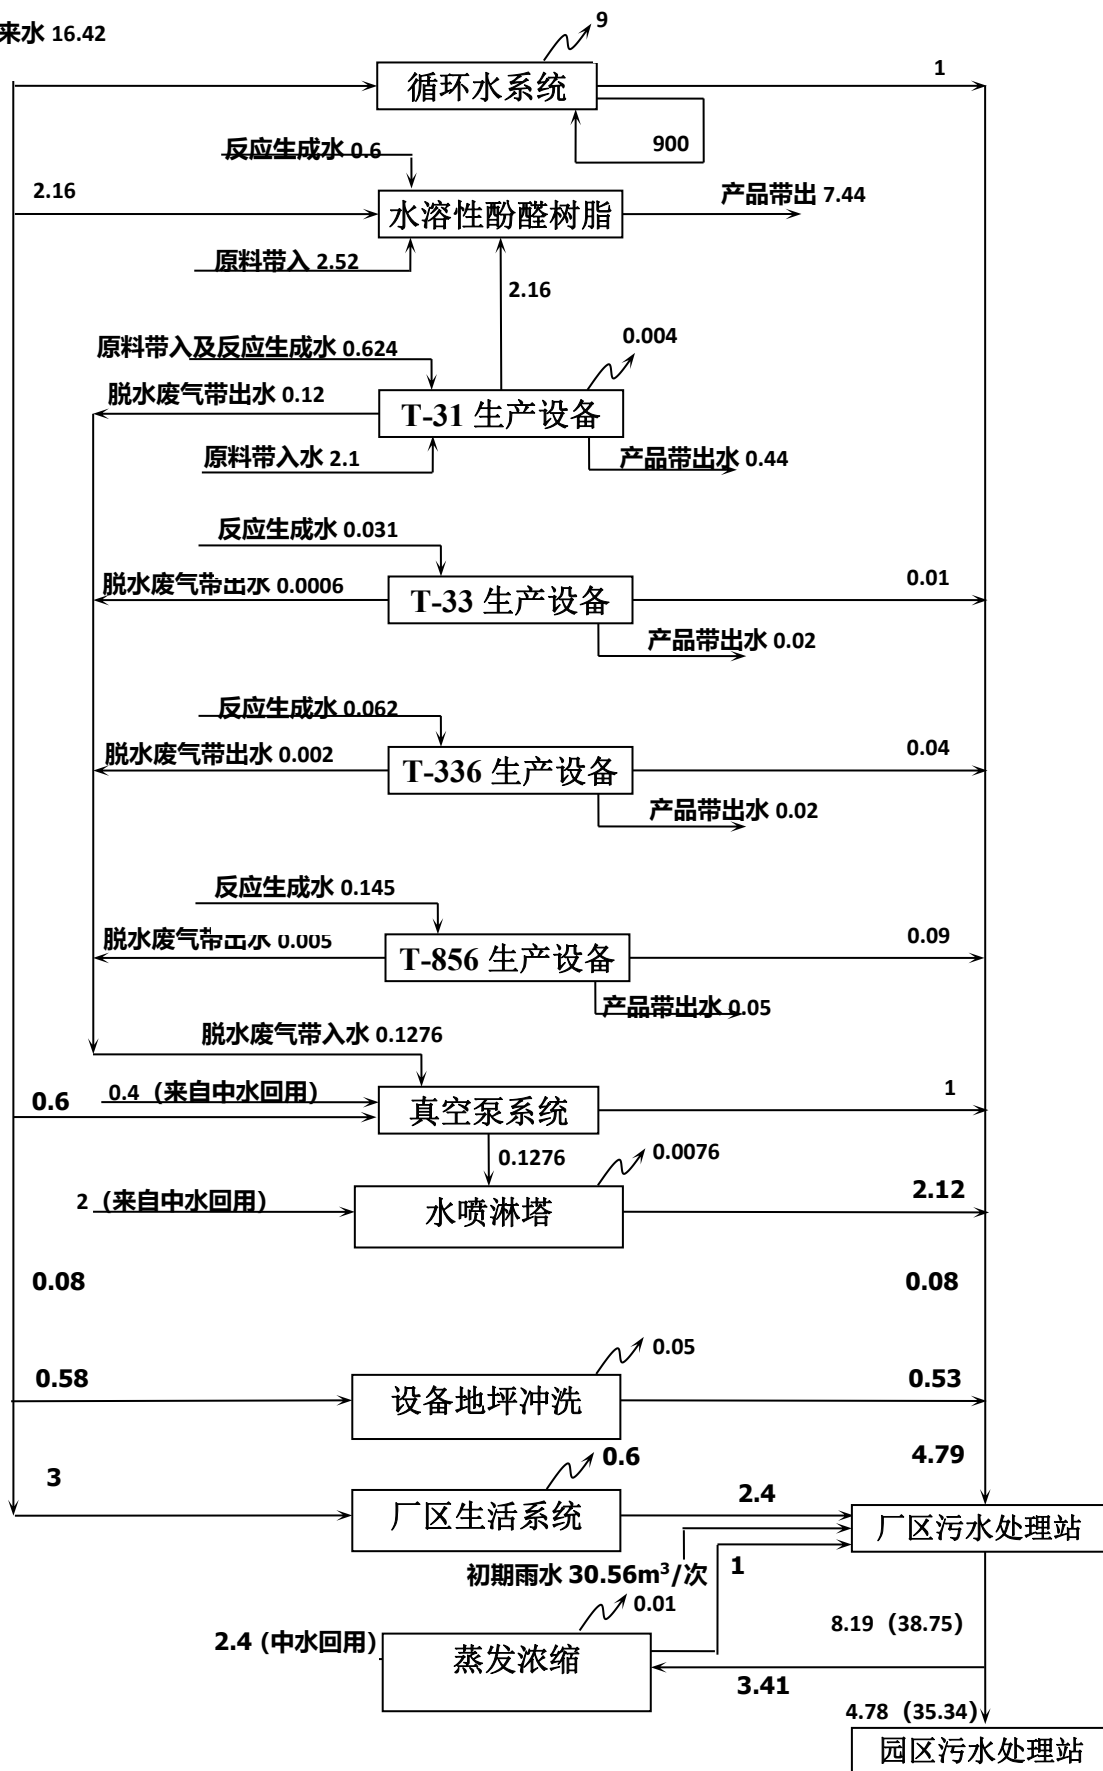 来水 16.42
9
循环水系统
1
900
反应生成水 0.6
2.16
水溶性酚醛树脂
产品带出 7.44
原料带入 2.52
2.16
原料带入及反应生成水 0.624
0.004
脱水废气带出水 0.12
T-31 生产设备
原料带入水 2.1
产品带出水 0.44
反应生成水 0.031
脱水废气带出水 0.0006
T-33 生产设备
0.01
产品带出水 0.02
反应生成水 0.062
脱水废气带出水 0.002
T-336 生产设备
0.04
产品带出水 0.02
反应生成水 0.145
脱水废气带出水 0.005
T-856 生产设备
0.09
产品带出水 0.05
脱水废气带入水 0.1276
0.6
0.4（来自中水回用）
真空泵系统
1
0.1276
0.0076
2（来自中水回用）
水喷淋塔
2.12
0.08
0.08
0.05
0.58
设备地坪冲洗
0.53
4.79
3
0.6
厂区生活系统
2.4
厂区污水处理站
初期雨水 30.56m³/次
1
0.01
8.19（38.75）
2.4 (中水回用)
蒸发浓缩
3.41
4.78（35.34）
园区污水处理站